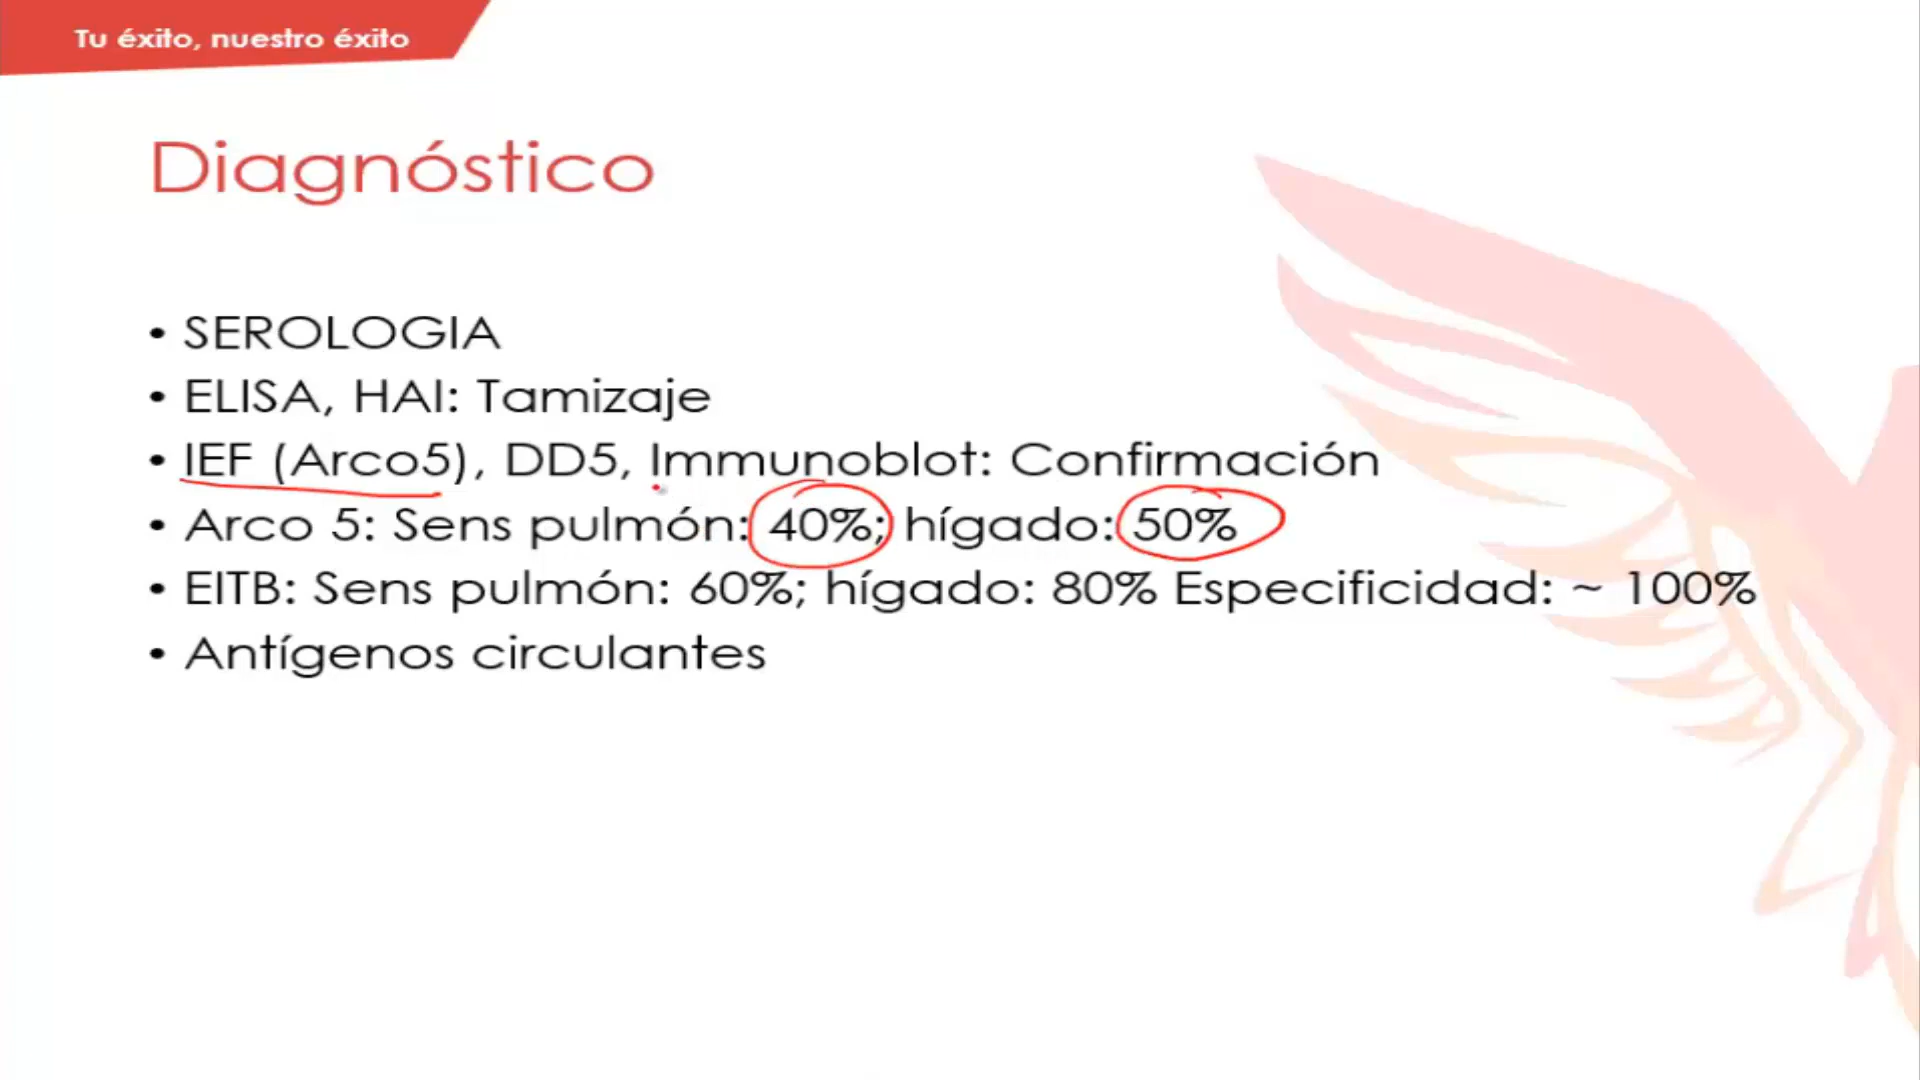 Tu éxito, nuestro éxito
Diagnóstico
• SEROLOGIA
• ELISA, HAI: Tamizaje
• IEF (Arco5), DD5, Immunoblot: Confirmación
• Arco 5: Sens pulmón: 40%; hígado: 50%
• EITB: Sens pulmón: 60%; hígado: 80% Especificidad: ~ 100%
• Antígenos circulantes